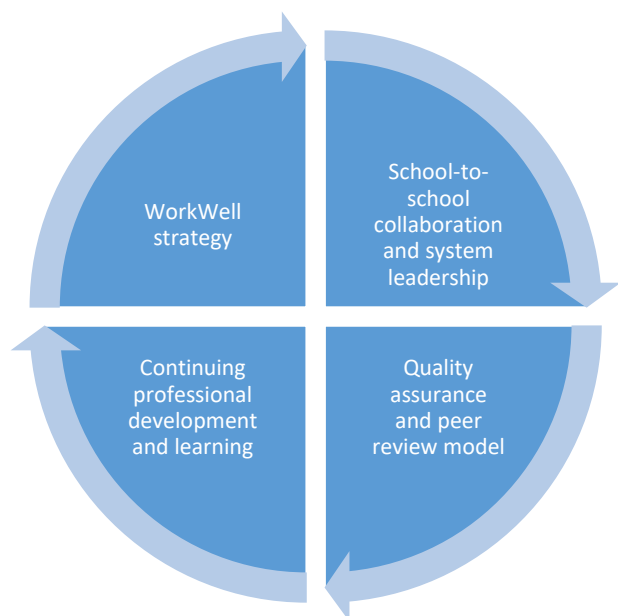 WorkWell
strategy
School-to-
school
collaboration
and system
leadership
Continuing
professional
development
and learning
Quality
assurance
and peer
review model